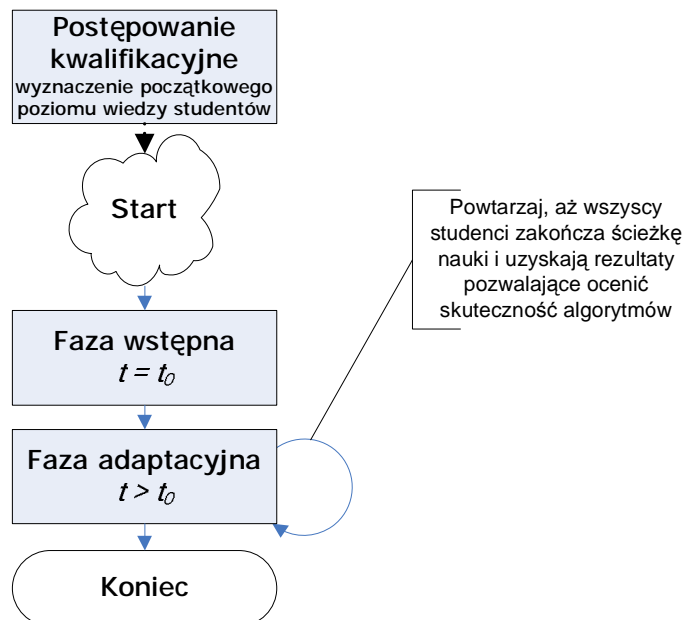 Postępowanie
kwalifikacyjne
wyznaczenie początkowego
poziomu wiedzy studentów
Start
Powtarzaj, aż wszyscy
studenci zakończa ścieżkę
nauki i uzyskają rezultaty
pozwalające ocenić
skuteczność algorytmów
Faza wstępna
t = t₀
Faza adaptacyjna
t > t₀
Koniec